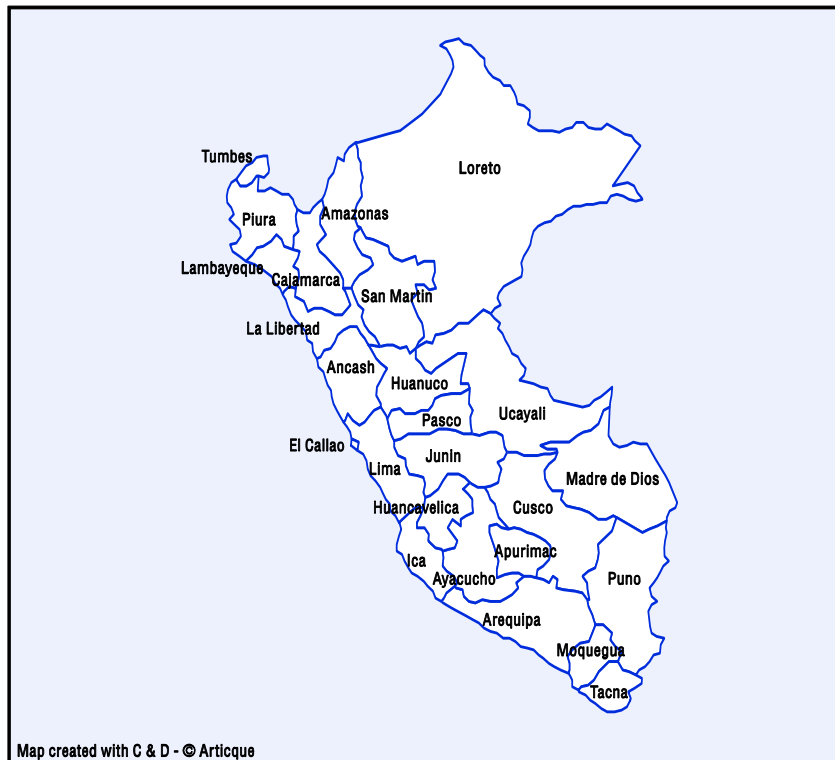 Tumbes
Loreto
Amazonas
Piura
Lambayeque
Cajamarca
San Martin
La Libertad
Ancash
Huanuco
Ucayali
Pasco
El Callao
Junin
Lima
Madre de Dios
Huancavelica
Cusco
Apurimac
Ica
Ayacucho
Puno
Arequipa
Moquegua
Tacna
Map created with C & D - © Articque